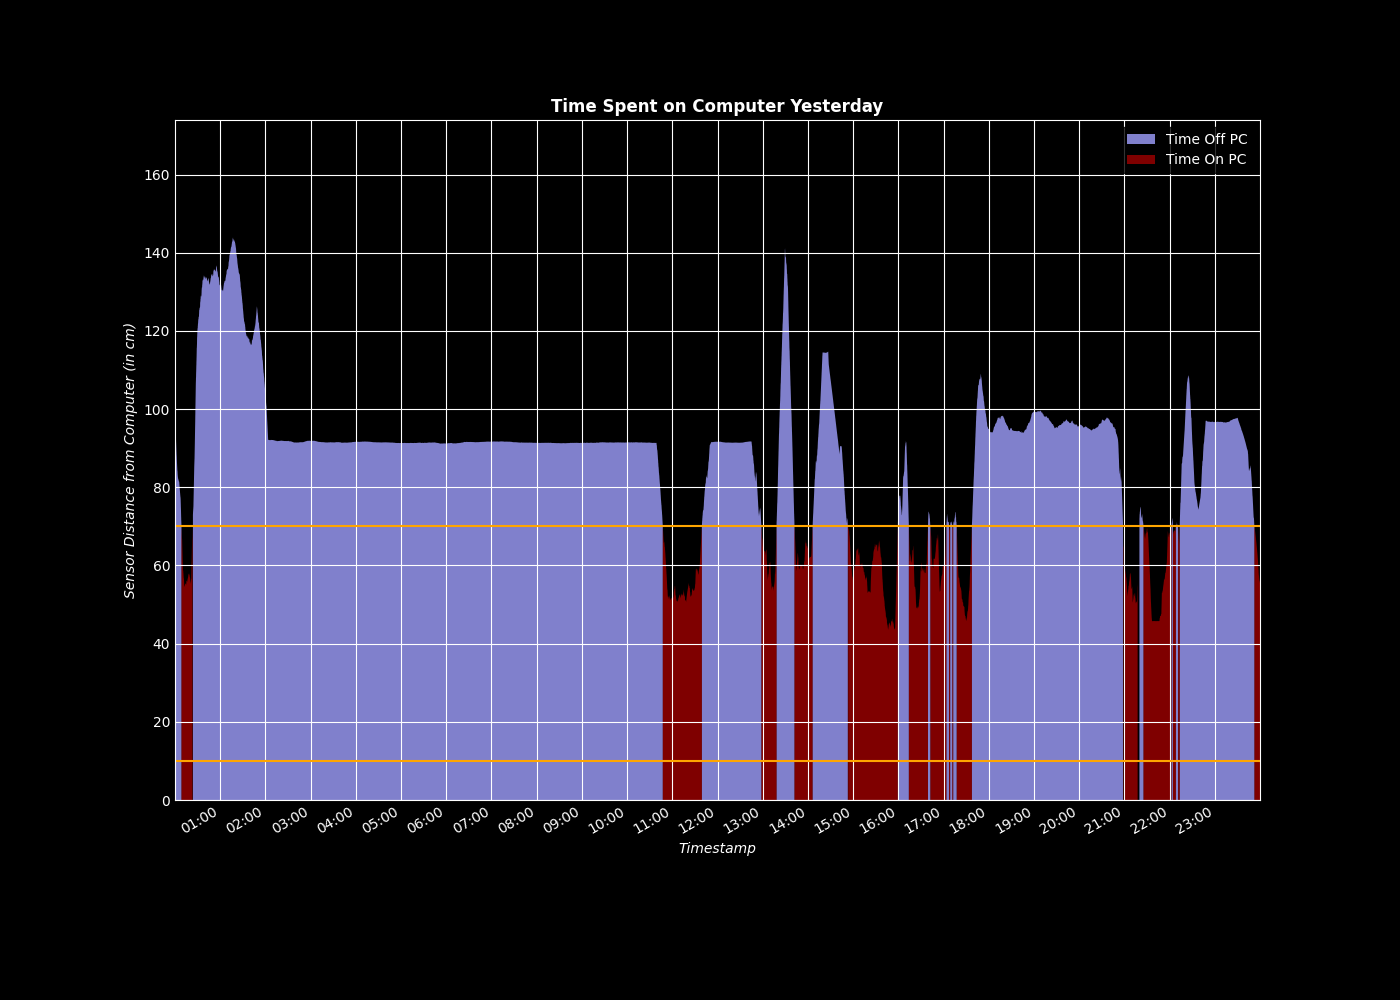 Time Spent on Computer Yesterday
Time Off PC
Time On PC
160
140
120
100
80
60
40
20
0
Sensor Distance from Computer (in cm)
01:00 02:00 03:00 04:00 05:00 06:00 07:00 08:00 09:00 10:00 11:00 12:00 13:00 14:00 15:00 16:00 17:00 18:00 19:00 20:00 21:00 22:00 23:00
Timestamp